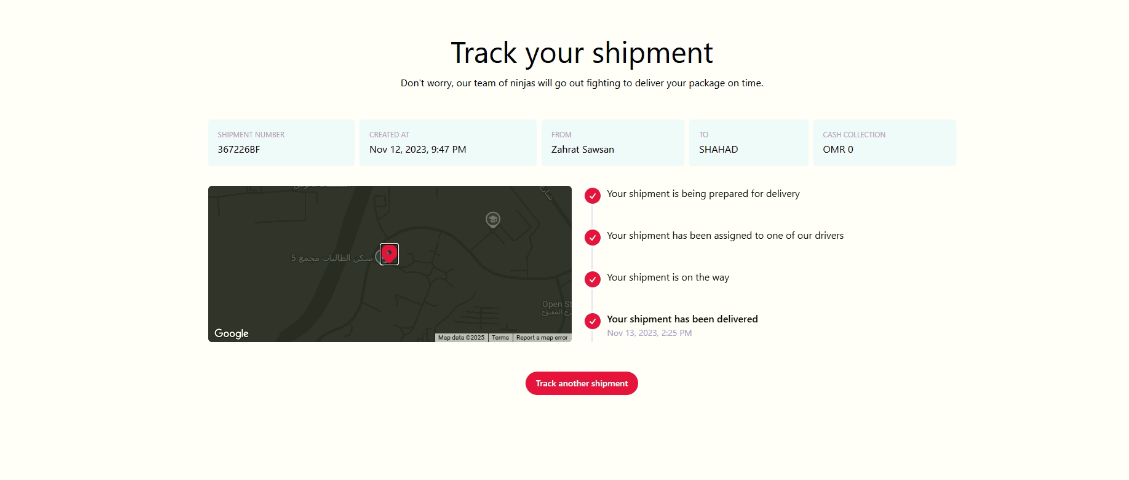 Track your shipment
Don't worry, our team of ninjas will go out fighting to deliver your package on time.
SHIPMENT NUMBER
367226BF
CREATED AT
Nov 12, 2023, 9:47 PM
FROM
Zahrat Sawsan
TO
SHAHAD
CASH COLLECTION
OMR 0
سكن الطالبات مجمع 5
Open St
Google
Map data ©2025
Terms
Report a map error
Your shipment is being prepared for delivery
Your shipment has been assigned to one of our drivers
Your shipment is on the way
Your shipment has been delivered
Nov 13, 2023, 2:25 PM
Track another shipment